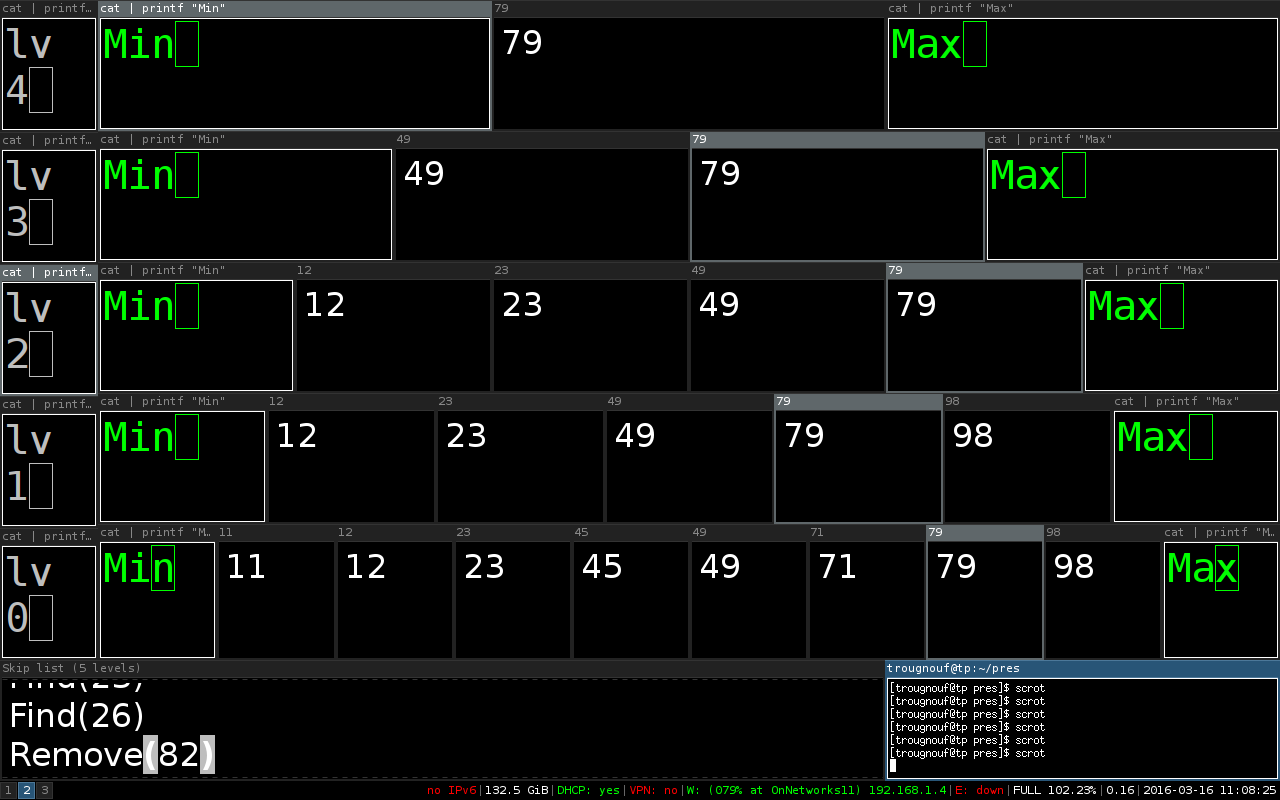 cat | printf… cat | printf "Min" 79 cat | printf "Max"
lv 4 Min 79 Max
cat | printf… cat | printf "Min" 49 79 cat | printf "Max"
lv 3 Min 49 79 Max
cat | printf… cat | printf "Min" 12 23 49 79 cat | printf "Max"
lv 2 Min 12 23 49 79 Max
cat | printf… cat | printf "Min" 12 23 49 79 98 cat | printf "Max"
lv 1 Min 12 23 49 79 98 Max
cat | printf… cat | printf "M… 11 12 23 45 49 71 79 98 cat | printf "M…
lv 0 Min 11 12 23 45 49 71 79 98 Max
Skip list (5 levels)
Find(26)
Remove(82)
trougnouf@tp:~/pres
[trougnouf@tp pres]$ scrot
[trougnouf@tp pres]$ scrot
[trougnouf@tp pres]$ scrot
[trougnouf@tp pres]$ scrot
[trougnouf@tp pres]$ scrot
[trougnouf@tp pres]$ scrot
1 2 3 no IPv6|132.5 GiB|DHCP: yes|VPN: no|W: (079% at OnNetworks11) 192.168.1.4|E: down|FULL 102.23%|0.16|2016-03-16 11:08:25